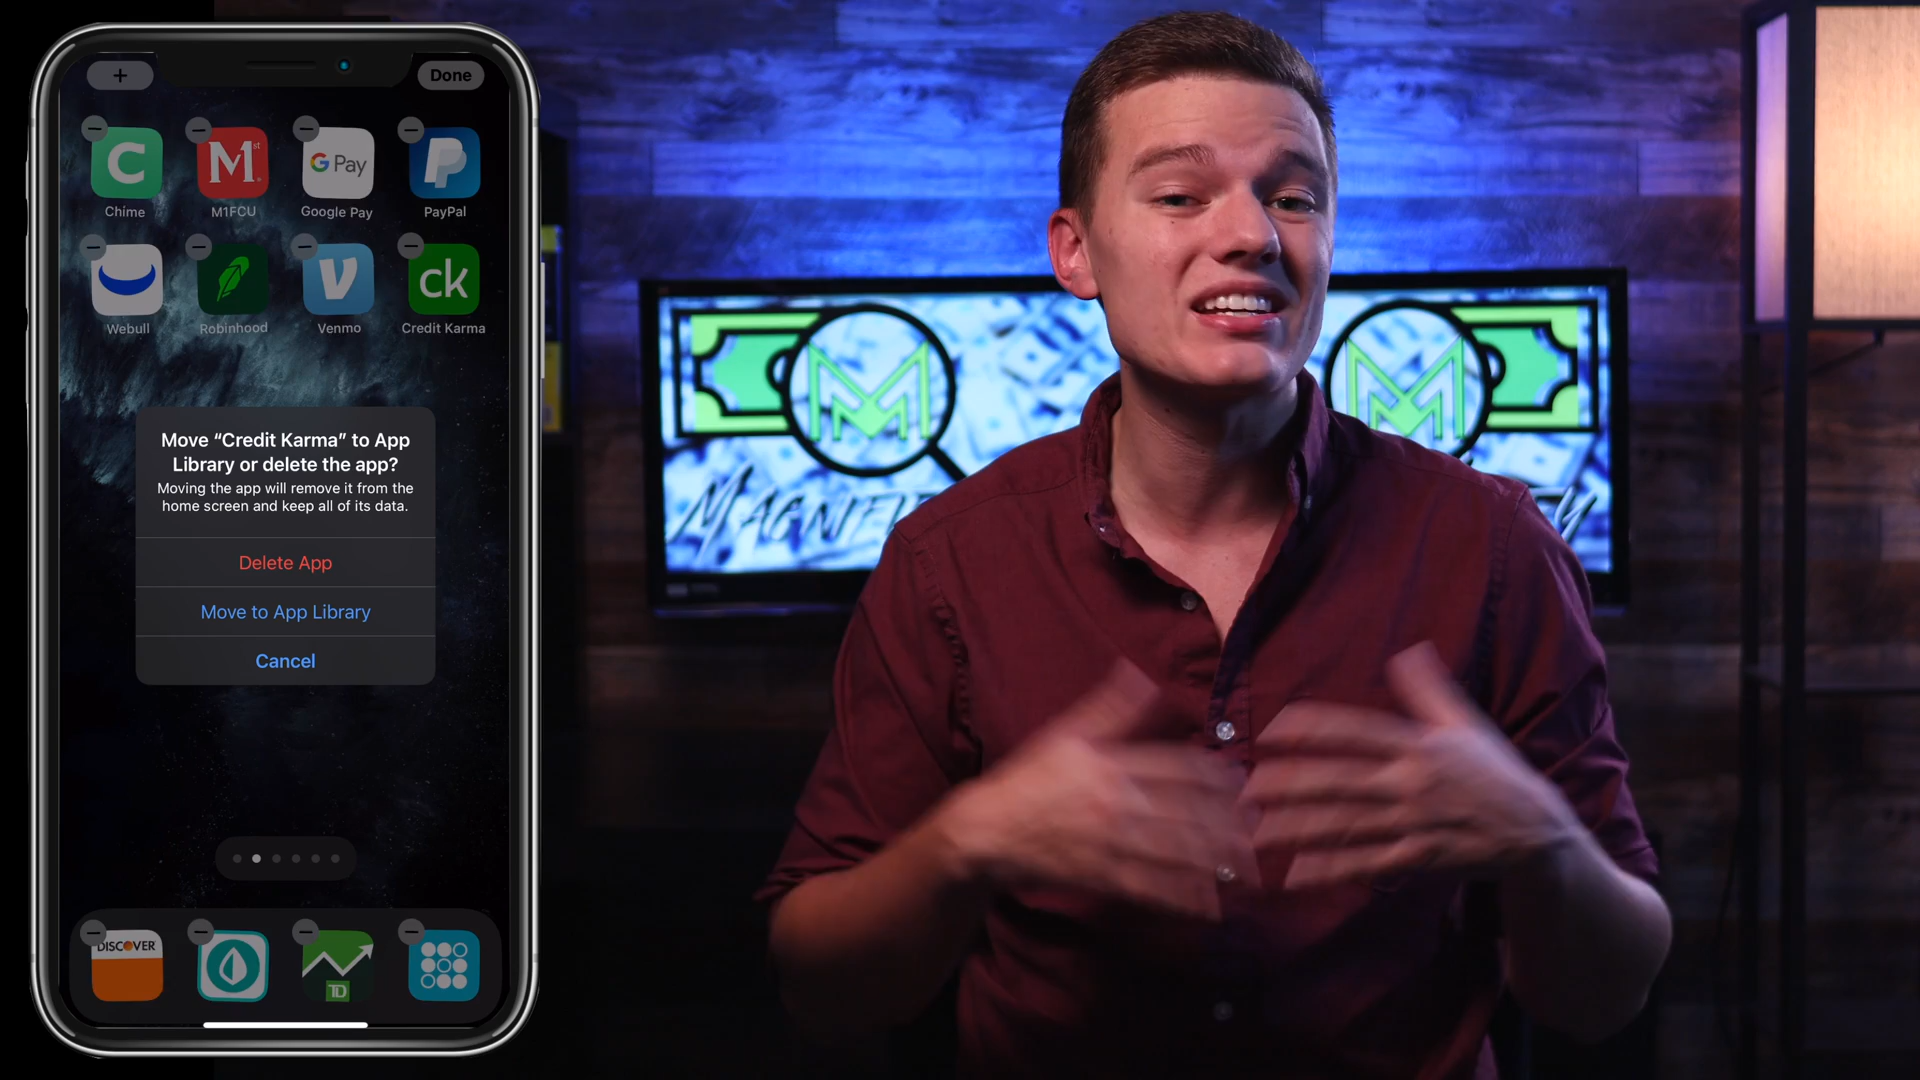 +
Done
C
M1st
G Pay
P
Chime
M1FCU
Google Pay
PayPal
V
ck
Webull
Robinhood
Venmo
Credit Karma
Move “Credit Karma” to App
Library or delete the app?
Moving the app will remove it from the
home screen and keep all of its data.
Delete App
Move to App Library
Cancel
DISCOVER
TD
M
M